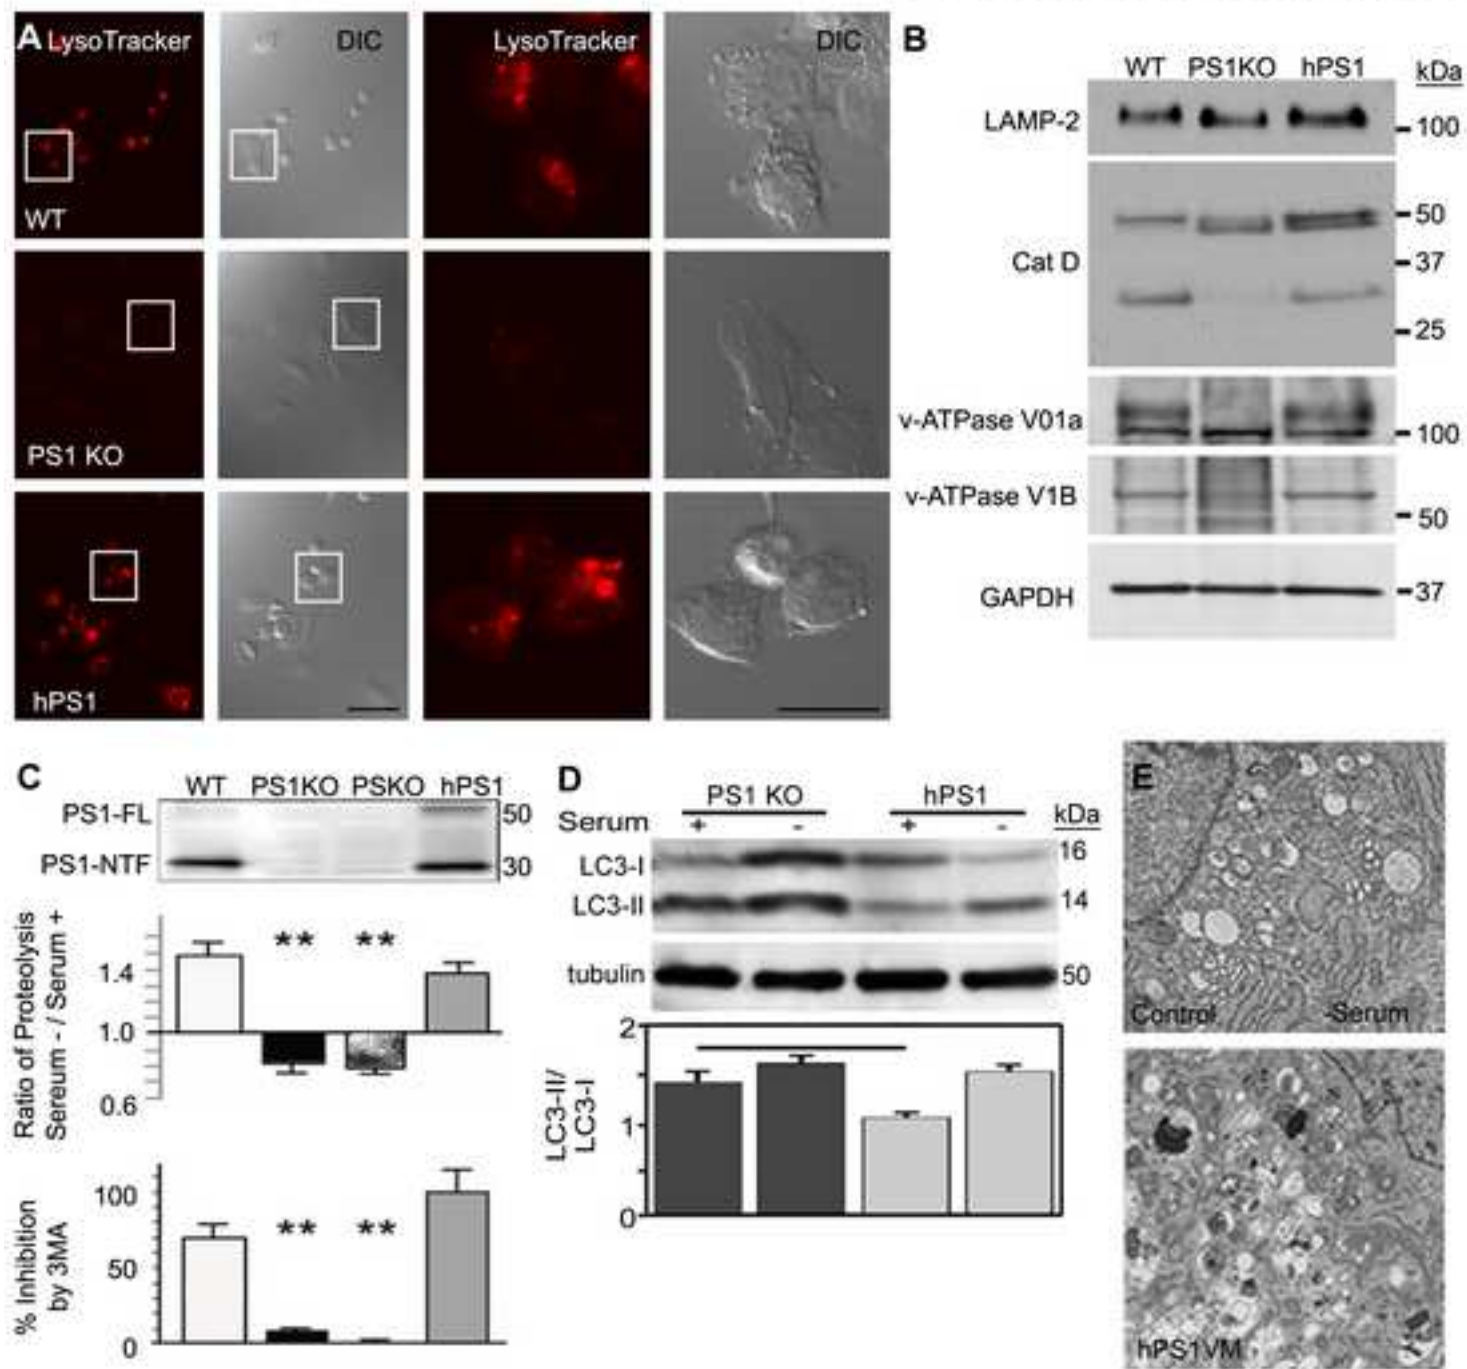 A LysoTracker DIC LysoTracker DIC
WT
PS1 KO
hPS1
B
WT PS1KO hPS1 kDa
LAMP-2
100
50
Cat D
37
25
v-ATPase V01a
100
v-ATPase V1B
50
GAPDH
37
C
WT PS1KO PSKO hPS1
PS1-FL 50
PS1-NTF 30
Ratio of Proteolysis
Sereum - / Serum +
** **
1.4
1.0
0.6
% Inhibition
by 3MA
** **
100
50
0
D
PS1 KO hPS1 kDa
Serum + - + -
LC3-I 16
LC3-II 14
tubulin 50
LC3-II/
LC3-I
2
1
0
E
Control -Serum
hPS1VM